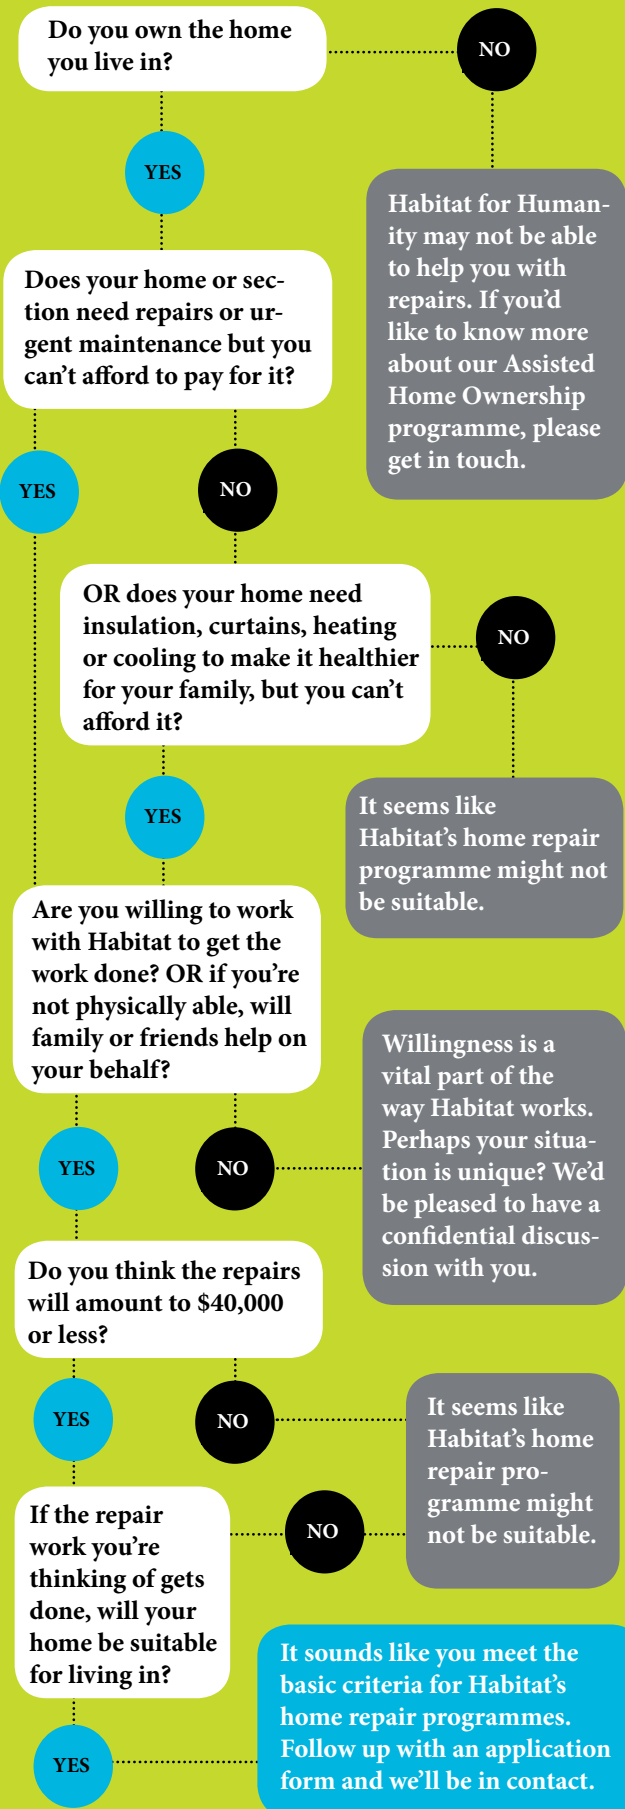 Do you own the home
you live in?
NO
YES
Habitat for Human-
ity may not be able
to help you with
repairs. If you’d
like to know more
about our Assisted
Home Ownership
programme, please
get in touch.
Does your home or sec-
tion need repairs or ur-
gent maintenance but you
can’t afford to pay for it?
YES
NO
OR does your home need
insulation, curtains, heating
or cooling to make it healthier
for your family, but you can’t
afford it?
NO
YES
It seems like
Habitat’s home repair
programme might not
be suitable.
Are you willing to work
with Habitat to get the
work done? OR if you’re
not physically able, will
family or friends help on
your behalf?
YES
NO
Willingness is a
vital part of the
way Habitat works.
Perhaps your situa-
tion is unique? We’d
be pleased to have a
confidential discus-
sion with you.
Do you think the repairs
will amount to $40,000
or less?
YES
NO
It seems like
Habitat’s home
repair pro-
gramme might
not be suitable.
If the repair
work you’re
thinking of gets
done, will your
home be suitable
for living in?
NO
YES
It sounds like you meet the
basic criteria for Habitat’s
home repair programmes.
Follow up with an application
form and we’ll be in contact.